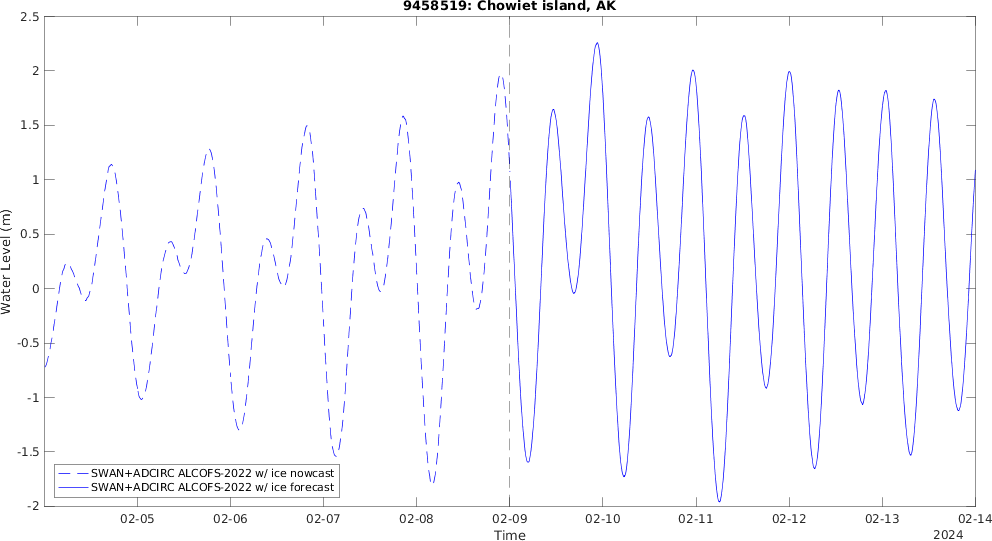 9458519: Chowiet island, AK
Water Level (m)
2.5
2
1.5
1
0.5
0
-0.5
-1
-1.5
-2
SWAN+ADCIRC ALCOFS-2022 w/ ice nowcast
SWAN+ADCIRC ALCOFS-2022 w/ ice forecast
02-05 02-06 02-07 02-08 02-09 02-10 02-11 02-12 02-13 02-14
Time
2024